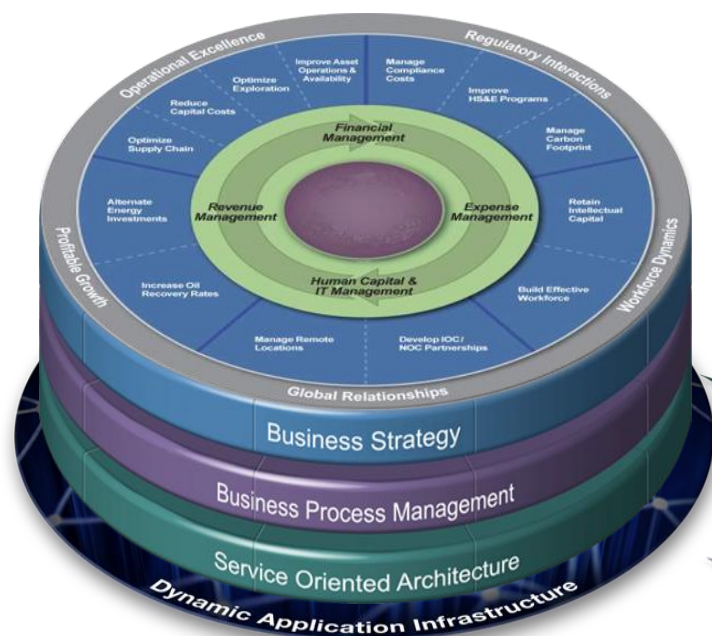 Operational Excellence
Regulatory Interactions
Improve Asset
Operations &
Availability
Manage
Compliance
Costs
Optimize
Exploration
Improve
HS&E Programs
Reduce
Capital Costs
Manage
Carbon
Footprint
Optimize
Supply Chain
Financial
Management
Alternate
Energy
Investments
Revenue
Management
Expense
Management
Retain
Intellectual
Capital
Profitable Growth
Workforce Dynamics
Increase Oil
Recovery Rates
Human Capital &
IT Management
Build Effective
Workforce
Manage Remote
Locations
Develop IOC/
NOC Partnerships
Global Relationships
Business Strategy
Business Process Management
Service Oriented Architecture
Dynamic Application Infrastructure